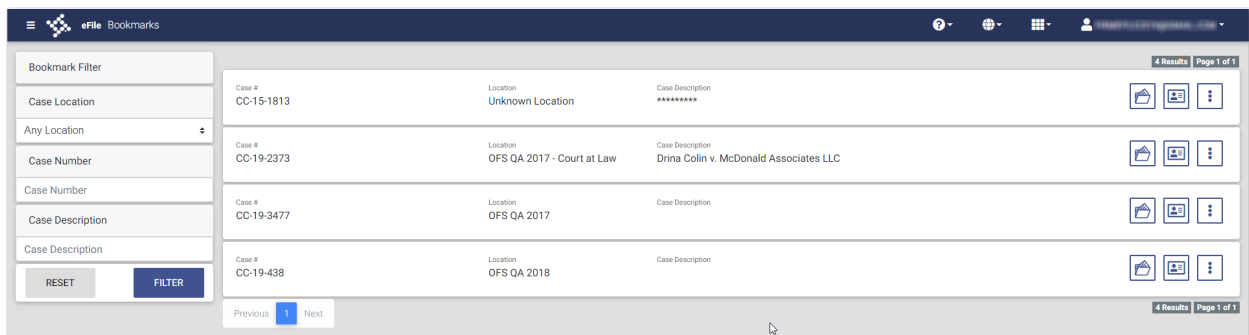 eFile Bookmarks
Bookmark Filter
Case Location
Any Location
Case Number
Case Number
Case Description
Case Description
RESET FILTER
4 Results Page 1 of 1
Case # Location Case Description
CC-15-1813 Unknown Location *********
Case # Location Case Description
CC-19-2373 OFS QA 2017 - Court at Law Drina Colin v. McDonald Associates LLC
Case # Location Case Description
CC-19-3477 OFS QA 2017
Case # Location Case Description
CC-19-438 OFS QA 2018
Previous 1 Next
4 Results Page 1 of 1